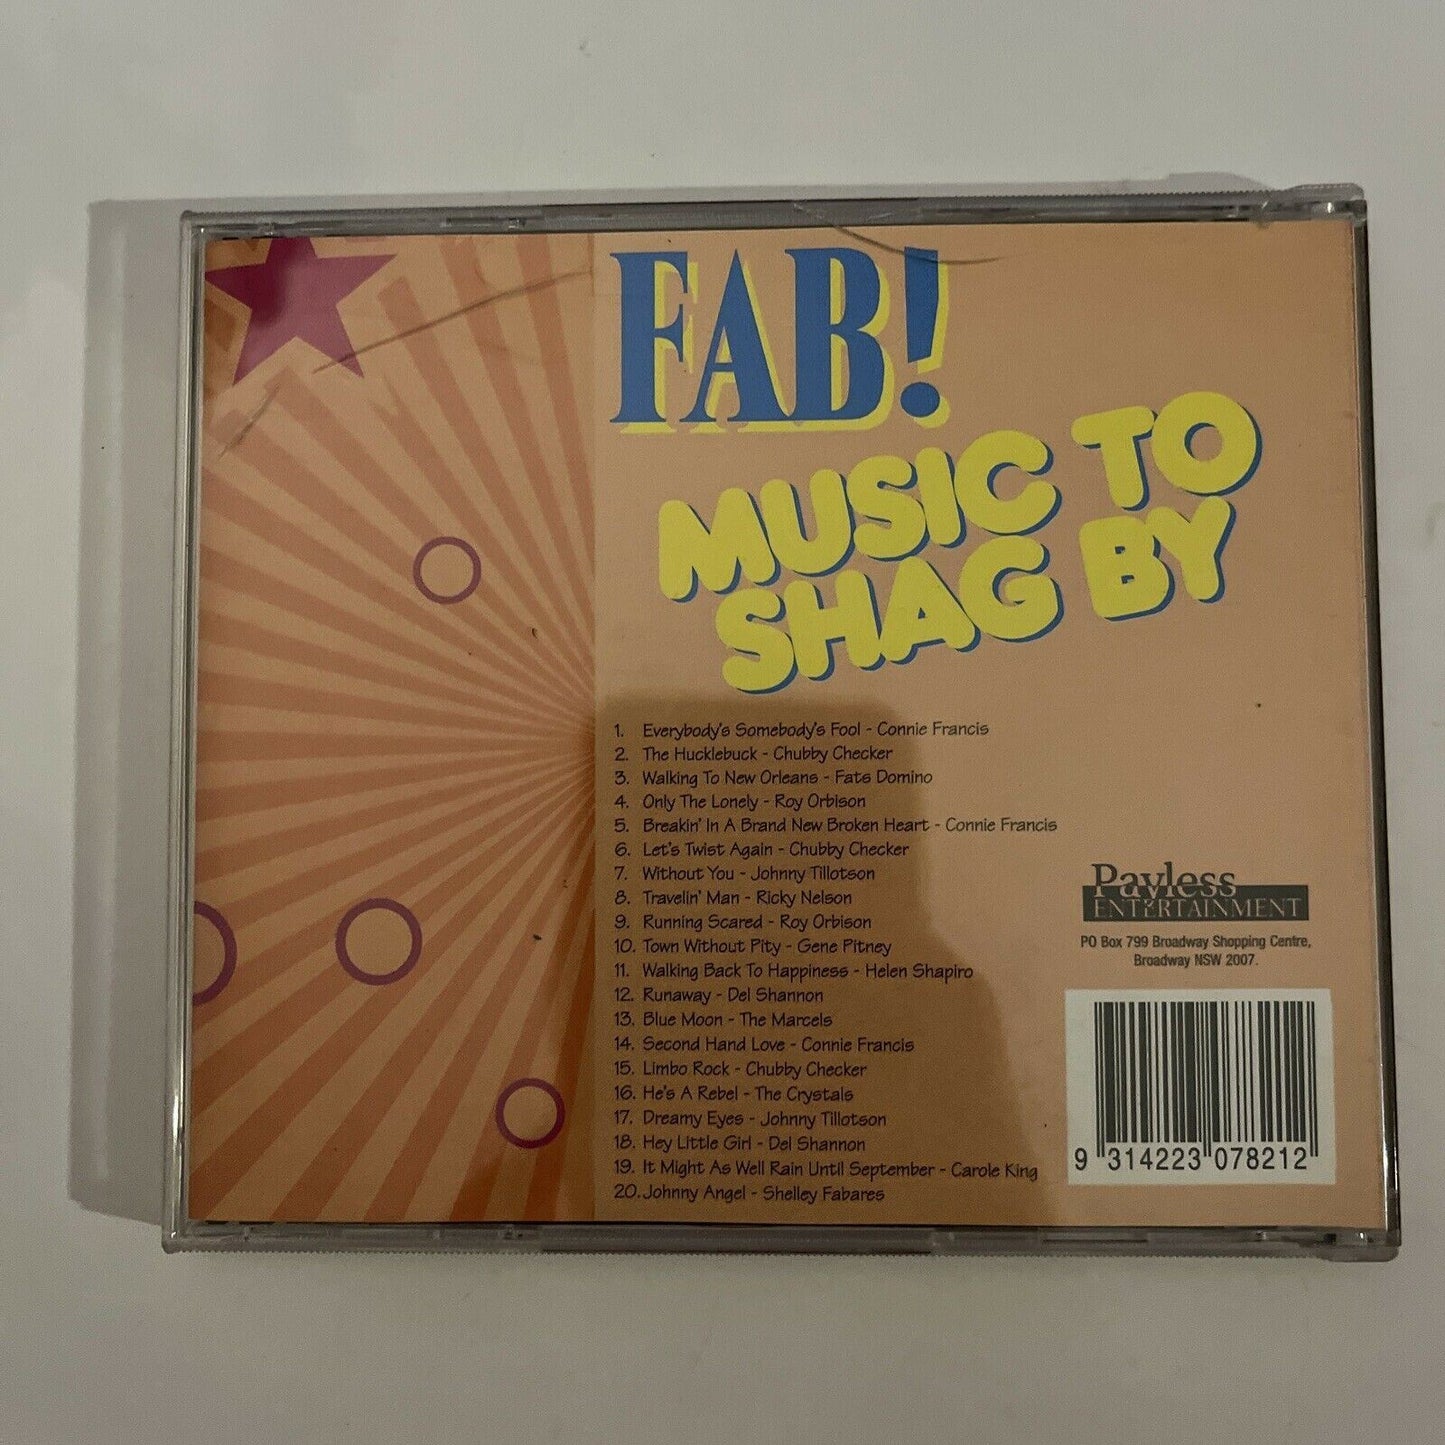 FAB!
MUSIC TO
SHAG BY
1. Everybody's Somebody's Fool - Connie Francis
2. The Hucklebuck - Chubby Checker
3. Walking To New Orleans - Fats Domino
4. Only The Lonely - Roy Orbison
5. Breakin' In A Brand New Broken Heart - Connie Francis
6. Let's Twist Again - Chubby Checker
7. Without You - Johnny Tillotson
8. Travelin' Man - Ricky Nelson
9. Running Scared - Roy Orbison
10. Town Without Pity - Gene Pitney
11. Walking Back To Happiness - Helen Shapiro
12. Runaway - Del Shannon
13. Blue Moon - The Marcels
14. Second Hand Love - Connie Francis
15. Limbo Rock - Chubby Checker
16. He's A Rebel - The Crystals
17. Dreamy Eyes - Johnny Tillotson
18. Hey Little Girl - Del Shannon
19. It Might As Well Rain Until September - Carole King
20. Johnny Angel - Shelley Fabares
Payless
ENTERTAINMENT
PO Box 799 Broadway Shopping Centre,
Broadway NSW 2007.
9 314223 078212